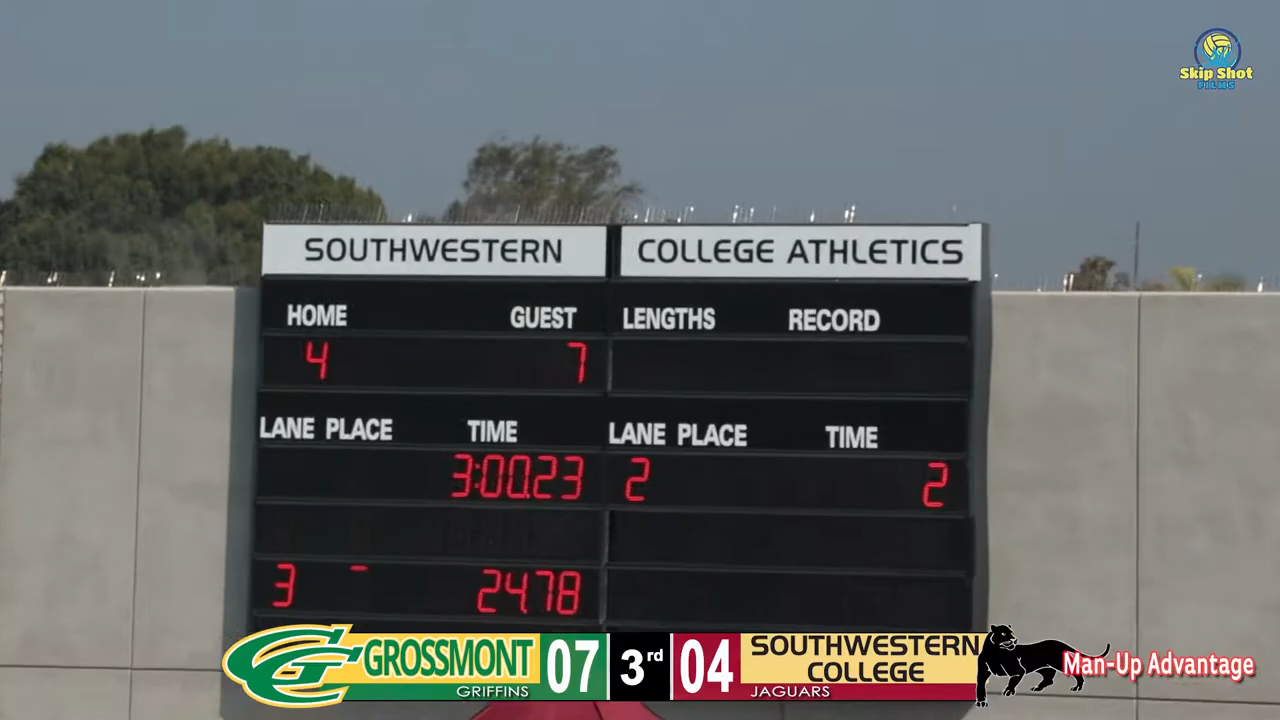 Skip Shot
FILMS
SOUTHWESTERN COLLEGE ATHLETICS
HOME GUEST LENGTHS RECORD
4 7
LANE PLACE TIME LANE PLACE TIME
3:00.23 2 2
3 - 24.78
GROSSMONT 07 3rd 04 SOUTHWESTERN COLLEGE
GRIFFINS JAGUARS
Man-Up Advantage